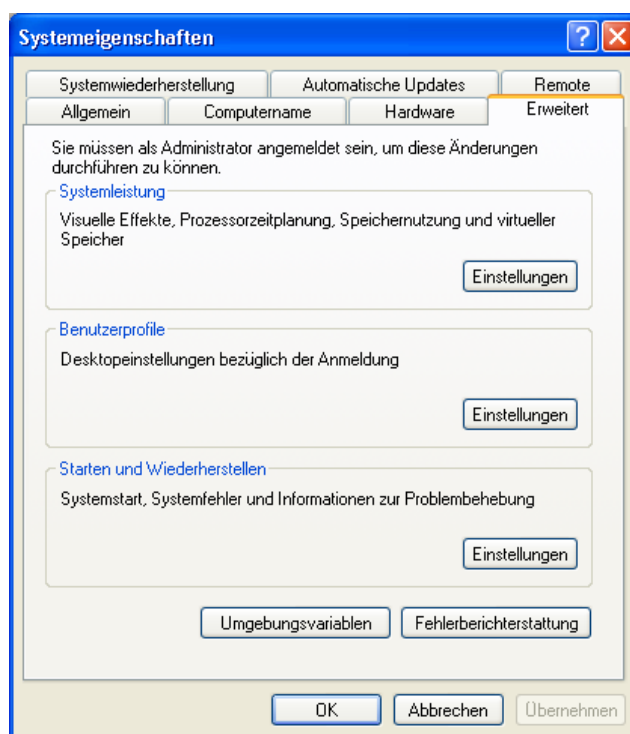 Systemeigenschaften
Systemwiederherstellung Automatische Updates Remote
Allgemein Computername Hardware Erweitert
Sie müssen als Administrator angemeldet sein, um diese Änderungen
durchführen zu können.
Systemleistung
Visuelle Effekte, Prozessorzeitplanung, Speichernutzung und virtueller
Speicher
Einstellungen
Benutzerprofile
Desktopeinstellungen bezüglich der Anmeldung
Einstellungen
Starten und Wiederherstellen
Systemstart, Systemfehler und Informationen zur Problembehebung
Einstellungen
Umgebungsvariablen Fehlerberichterstattung
OK Abbrechen Übernehmen